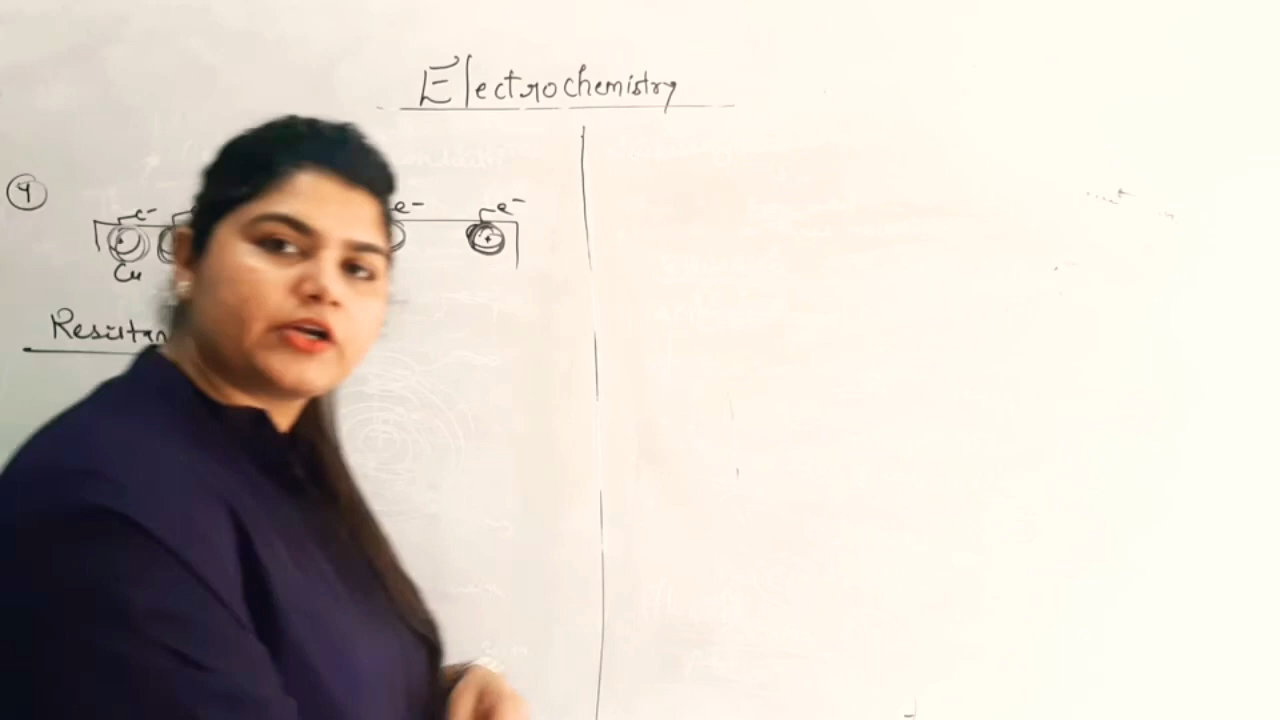 Electrochemistry
4
e- e- e-
+
Cu
Resistan